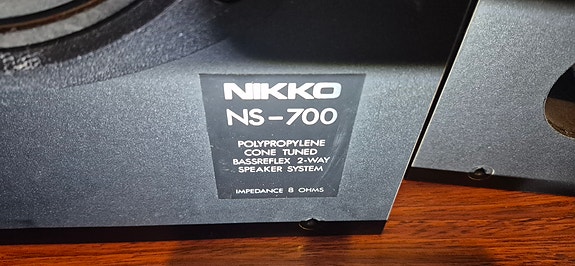 NIKKO
NS-700
POLYPROPYLENE
CONE TUNED
BASSREFLEX 2-WAY
SPEAKER SYSTEM
IMPEDANCE 8 OHMS